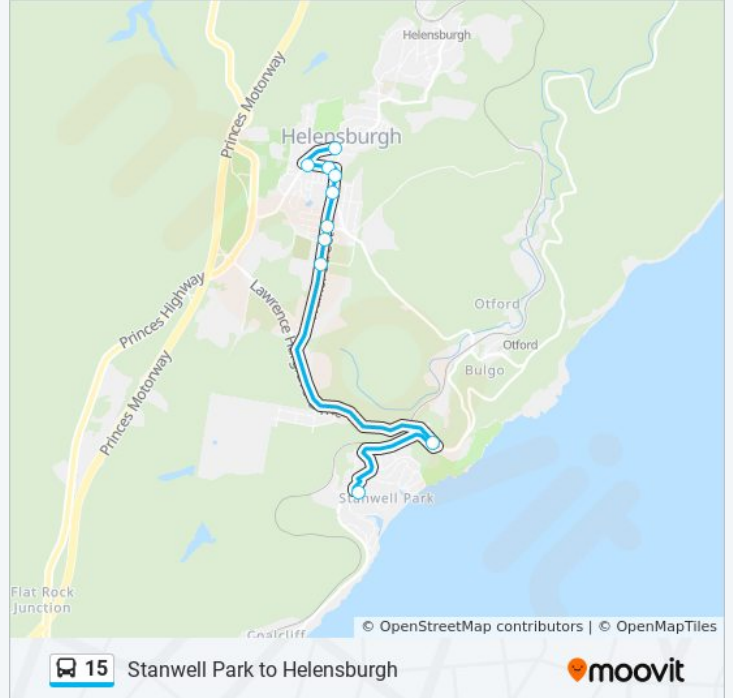 Helensburgh
Princes Motorway
Helensburgh
Princes Highway
Lawrence Harg
Otford
Otford
Bulgo
Princes Motorway
Stanwell Park
Flat Rock
Junction
Coalcliff
© OpenStreetMap contributors | © OpenMapTiles
15 Stanwell Park to Helensburgh
moovit